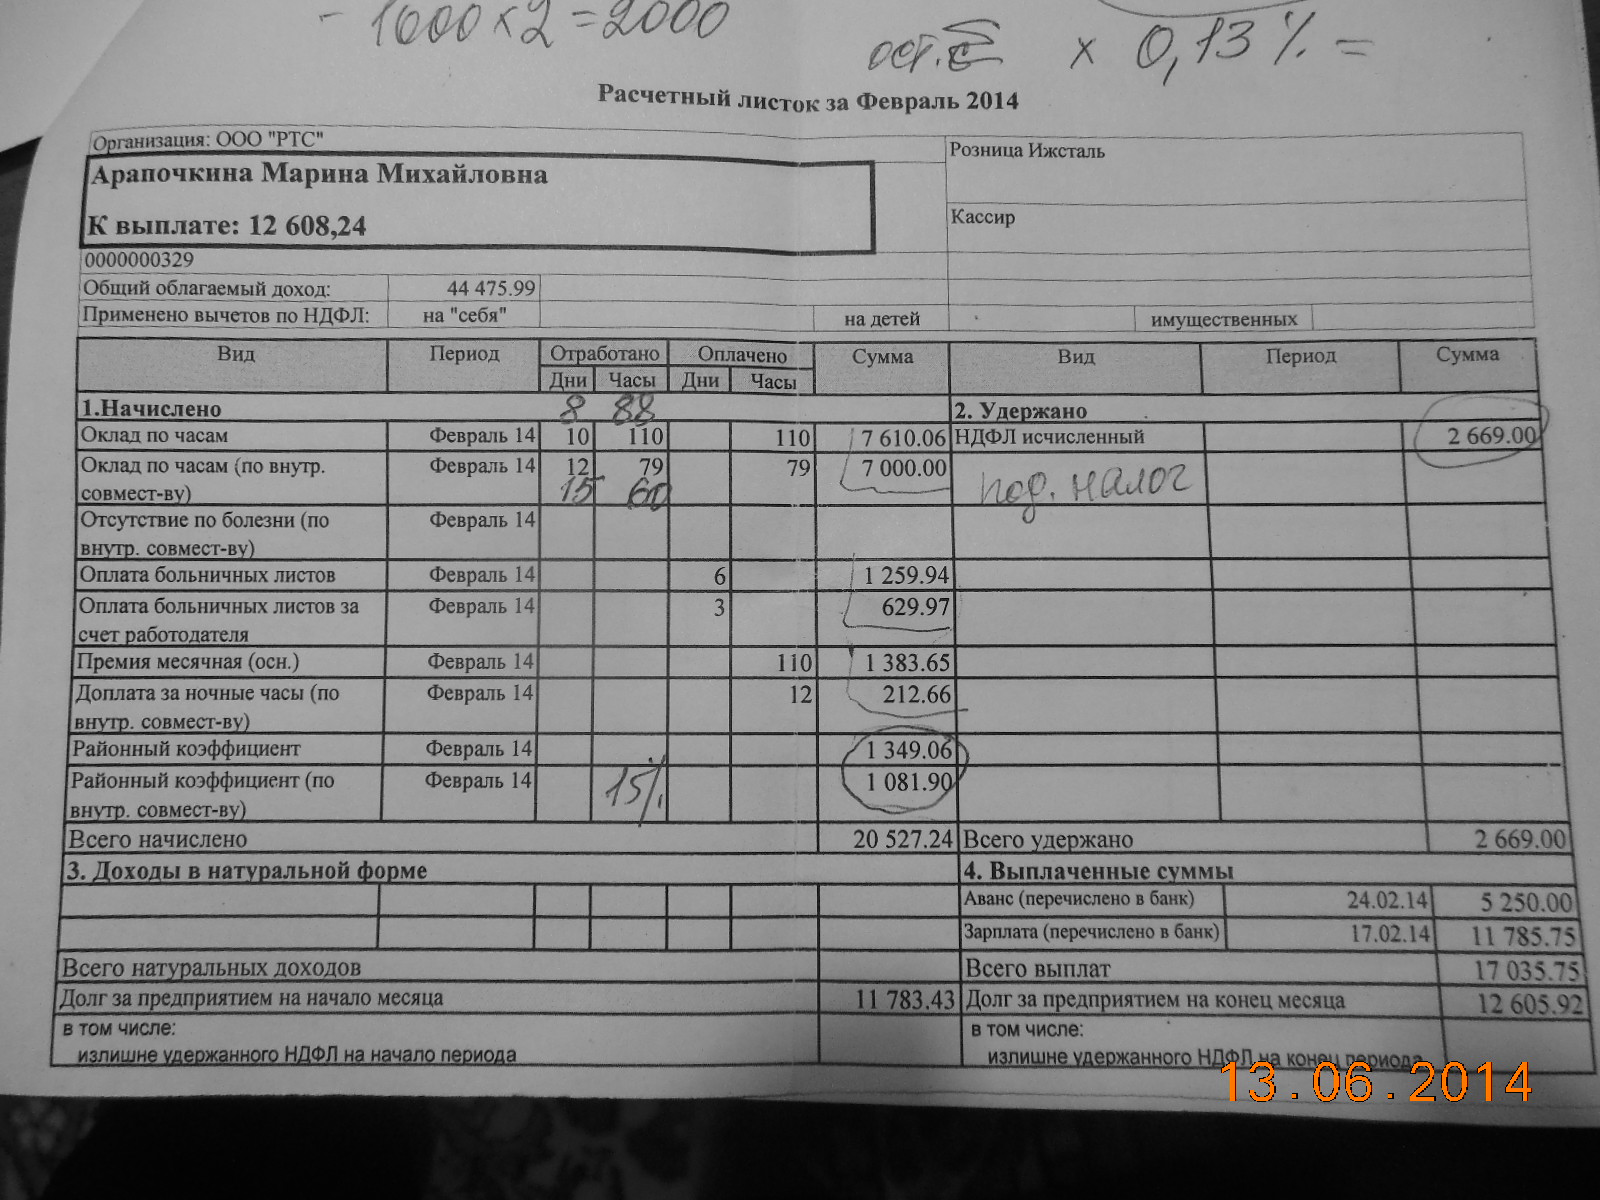 - 1600 × 2 = 2000
ост. × 0,13 % =
Расчетный листок за Февраль 2014
Организация: ООО "РТС"
Розница Ижсталь
Арапочкина Марина Михайловна
К выплате: 12 608,24
Кассир
0000000329
Общий облагаемый доход: 44 475.99
Применено вычетов по НДФЛ: на "себя" на детей имущественных
Вид Период Отработано Оплачено Сумма Вид Период Сумма
Дни Часы Дни Часы
1.Начислено 8 88 2. Удержано
Оклад по часам Февраль 14 10 110 110 7 610.06 НДФЛ исчисленный 2 669.00
Оклад по часам (по внутр. Февраль 14 12 79 79 7 000.00
совмест-ву) 15 60 под. налог
Отсутствие по болезни (по Февраль 14
внутр. совмест-ву)
Оплата больничных листов Февраль 14 6 1 259.94
Оплата больничных листов за Февраль 14 3 629.97
счет работодателя
Премия месячная (осн.) Февраль 14 110 1 383.65
Доплата за ночные часы (по Февраль 14 12 212.66
внутр. совмест-ву)
Районный коэффициент Февраль 14 1 349.06
Районный коэффициент (по Февраль 14 15% 1 081.90
внутр. совмест-ву)
Всего начислено 20 527.24 Всего удержано 2 669.00
3. Доходы в натуральной форме 4. Выплаченные суммы
Аванс (перечислено в банк) 24.02.14 5 250.00
Зарплата (перечислено в банк) 17.02.14 11 785.75
Всего натуральных доходов Всего выплат 17 035.75
Долг за предприятием на начало месяца 11 783.43 Долг за предприятием на конец месяца 12 605.92
в том числе: в том числе:
излишне удержанного НДФЛ на начало периода излишне удержанного НДФЛ на конец периода
13.06.2014